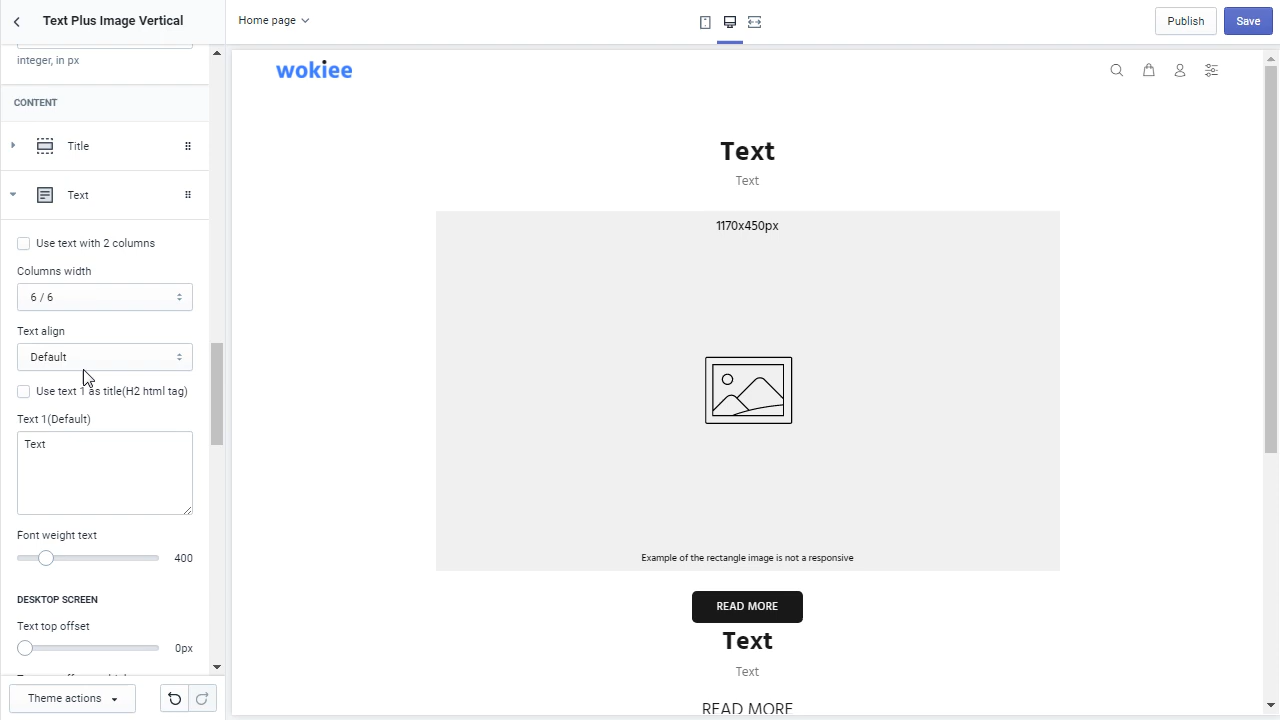 Text Plus Image Vertical
Home page
Publish
Save
integer, in px
CONTENT
Title
Text
Use text with 2 columns
Columns width
6 / 6
Text align
Default
Use text 1 as title(H2 html tag)
Text 1(Default)
Text
Font weight text
400
DESKTOP SCREEN
Text top offset
0px
Theme actions
wokiee
Text
Text
1170x450px
Example of the rectangle image is not a responsive
READ MORE
Text
Text
READ MORE